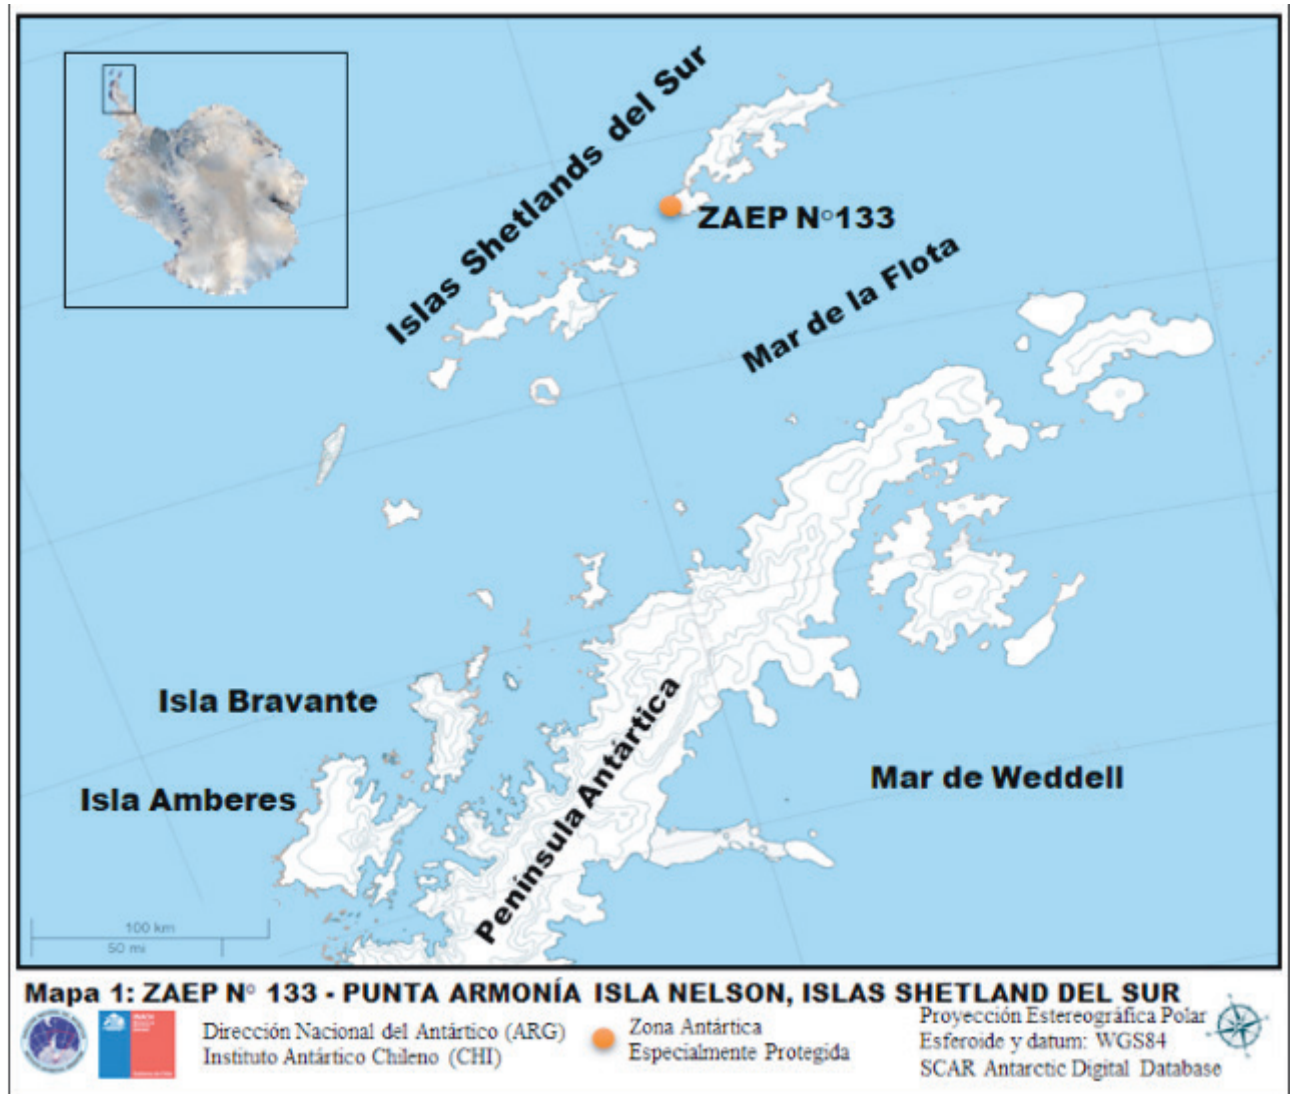 Islas Shetlands del Sur
ZAEP N°133
Mar de la Flota
Isla Bravante
Isla Amberes
Península Antártica
Mar de Weddell
100 km
50 mi
Mapa 1: ZAEP N° 133 - PUNTA ARMONÍA ISLA NELSON, ISLAS SHETLAND DEL SUR
Dirección Nacional del Antártico (ARG)
Instituto Antártico Chileno (CHI)
Zona Antártica
Especialmente Protegida
Proyección Estereográfica Polar
Esferoide y datum: WGS84
SCAR Antarctic Digital Database